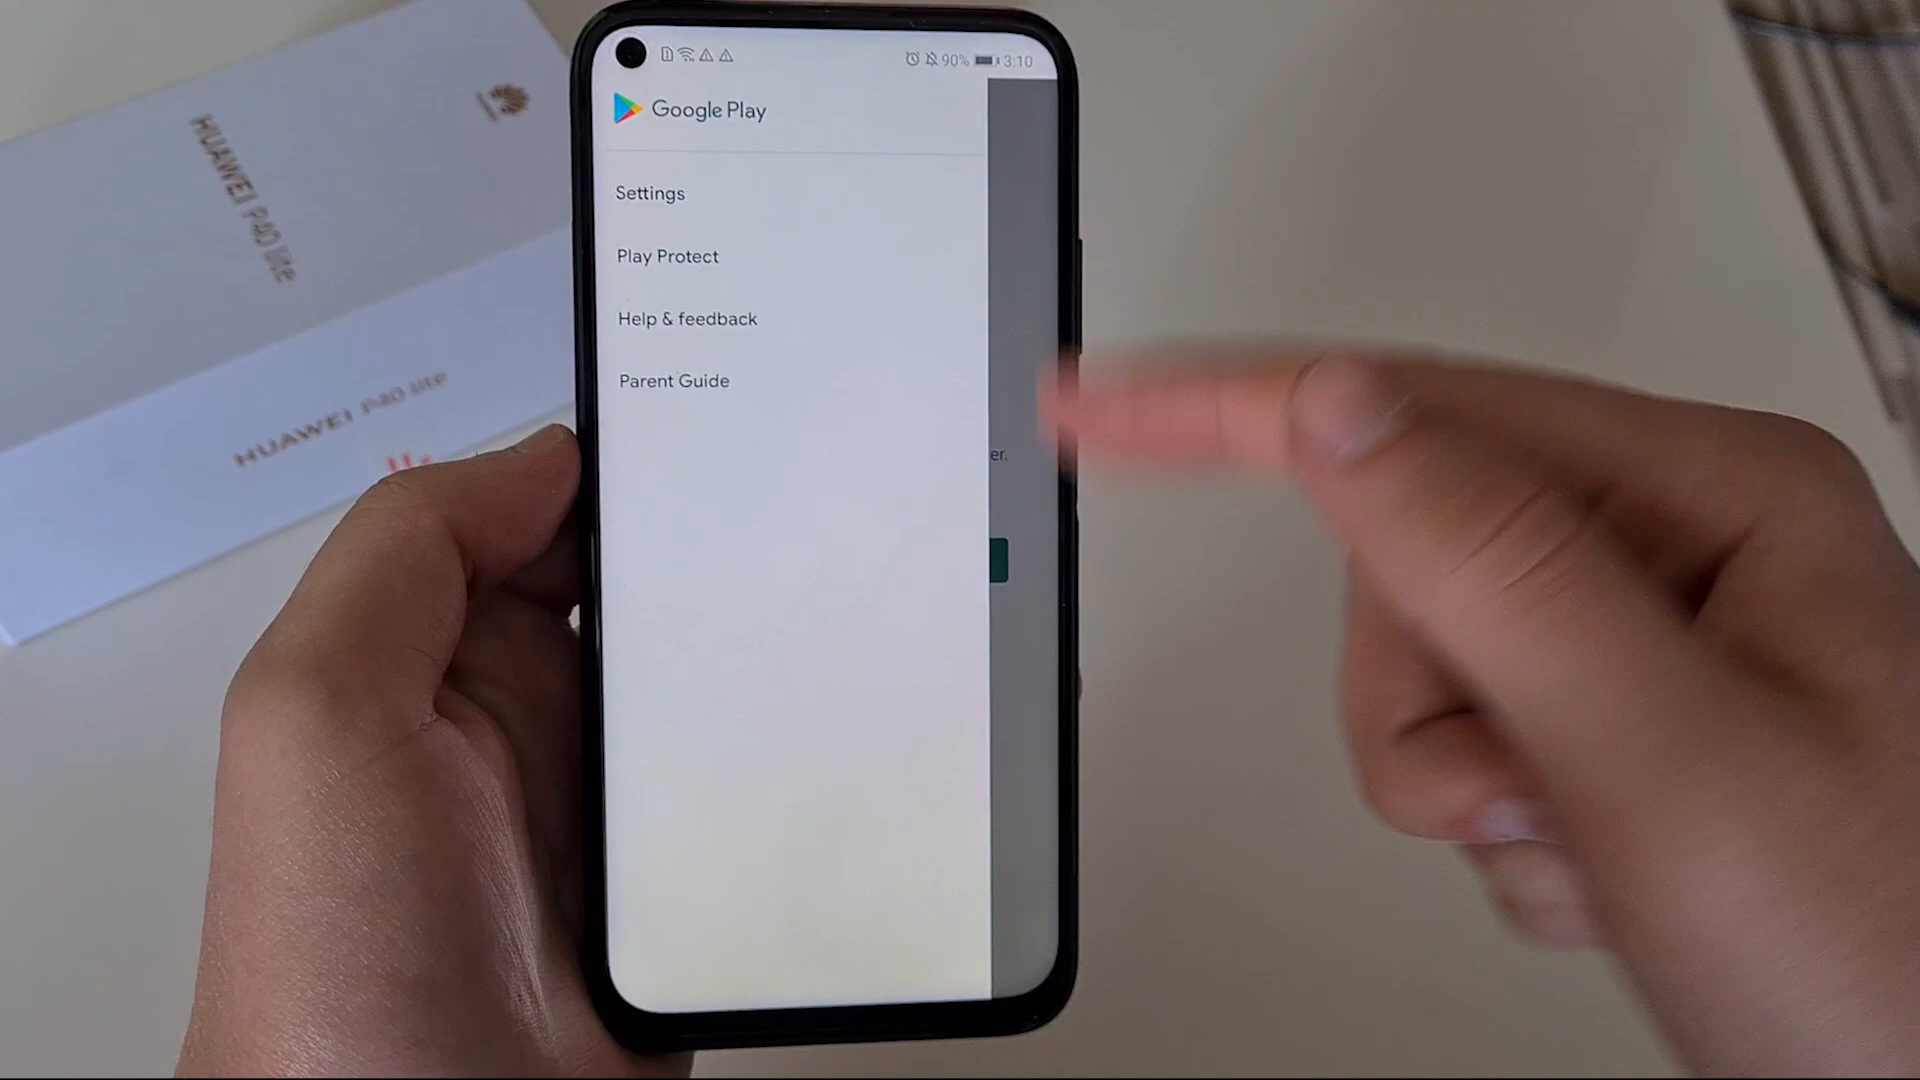 90% 3:10
Google Play
Settings
Play Protect
Help & feedback
Parent Guide
er.
HUAWEI P40 lite
HUAWEI P40 lite